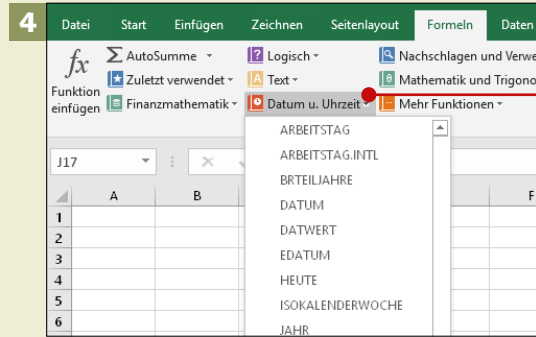 4
Datei Start Einfügen Zeichnen Seitenlayout Formeln Daten
fx Funktion einfügen
AutoSumme
Zuletzt verwendet
Finanzmathematik
Logisch
Text
Datum u. Uhrzeit
Nachschlagen und Verwe
Mathematik und Trigono
Mehr Funktionen
J17
A B F
1
2
3
4
5
6
ARBEITSTAG
ARBEITSTAG.INTL
BRTEILJAHRE
DATUM
DATWERT
EDATUM
HEUTE
ISOKALENDERWOCHE
JAHR